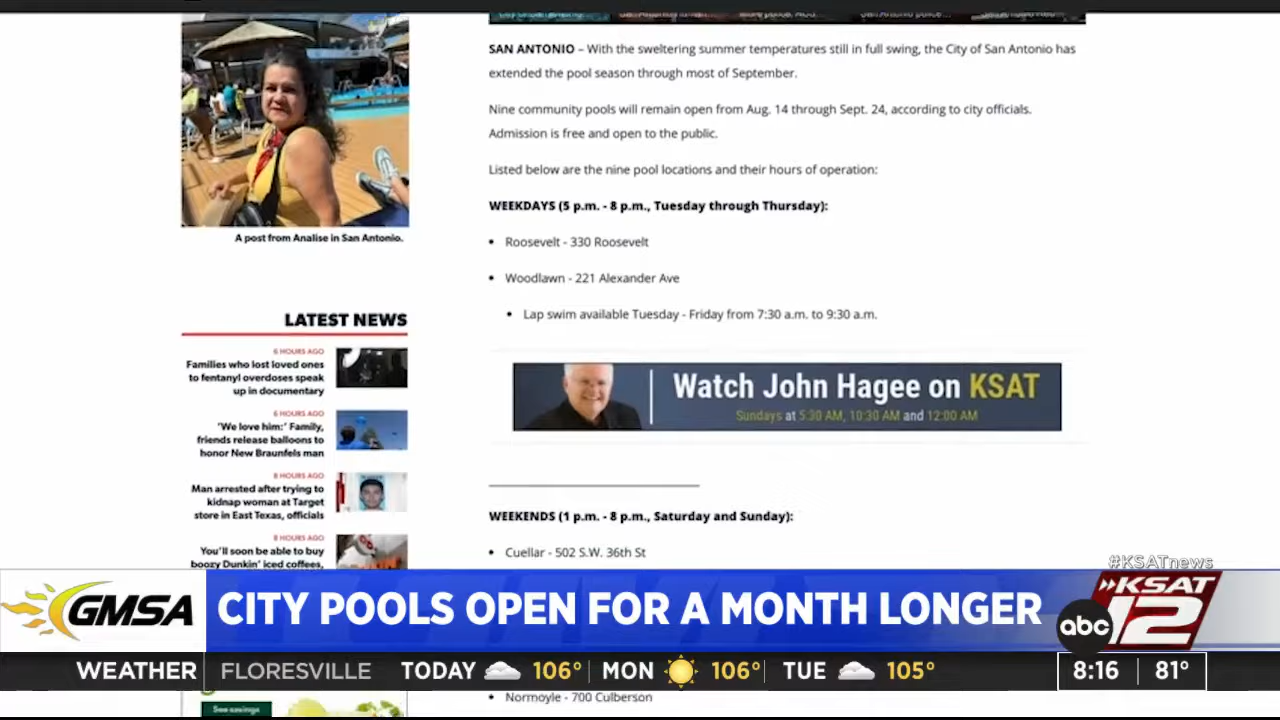 SAN ANTONIO – With the sweltering summer temperatures still in full swing, the City of San Antonio has
extended the pool season through most of September.
Nine community pools will remain open from Aug. 14 through Sept. 24, according to city officials.
Admission is free and open to the public.
Listed below are the nine pool locations and their hours of operation:
WEEKDAYS (5 p.m. - 8 p.m., Tuesday through Thursday):
• Roosevelt - 330 Roosevelt
• Woodlawn - 221 Alexander Ave
• Lap swim available Tuesday - Friday from 7:30 a.m. to 9:30 a.m.
Watch John Hagee on KSAT
Sundays at 5:30 AM, 10:30 AM and 12:00 AM
WEEKENDS (1 p.m. - 8 p.m., Saturday and Sunday):
• Cuellar - 502 S.W. 36th St
• Normoyle - 700 Culberson
A post from Analise in San Antonio.
LATEST NEWS
6 HOURS AGO
Families who lost loved ones
to fentanyl overdoses speak
up in documentary
6 HOURS AGO
'We love him:' Family,
friends release balloons to
honor New Braunfels man
8 HOURS AGO
Man arrested after trying to
kidnap woman at Target
store in East Texas, officials
8 HOURS AGO
You'll soon be able to buy
boozy Dunkin' iced coffees,
See savings
#KSATnews
GMSA
CITY POOLS OPEN FOR A MONTH LONGER
abc
KSAT
12
WEATHER FLORESVILLE TODAY 106° MON 106° TUE 105° 8:16 81°